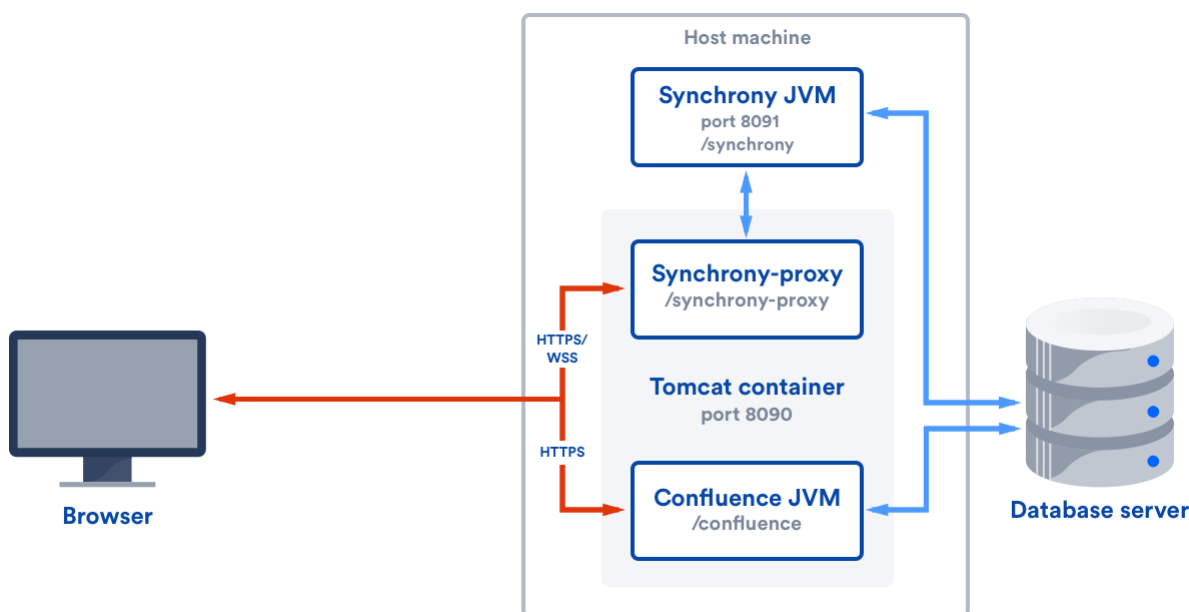 Host machine
Synchrony JVM
port 8091
/synchrony
Synchrony-proxy
/synchrony-proxy
HTTPS/
WSS
Tomcat container
port 8090
HTTPS
Confluence JVM
/confluence
Browser
Database server